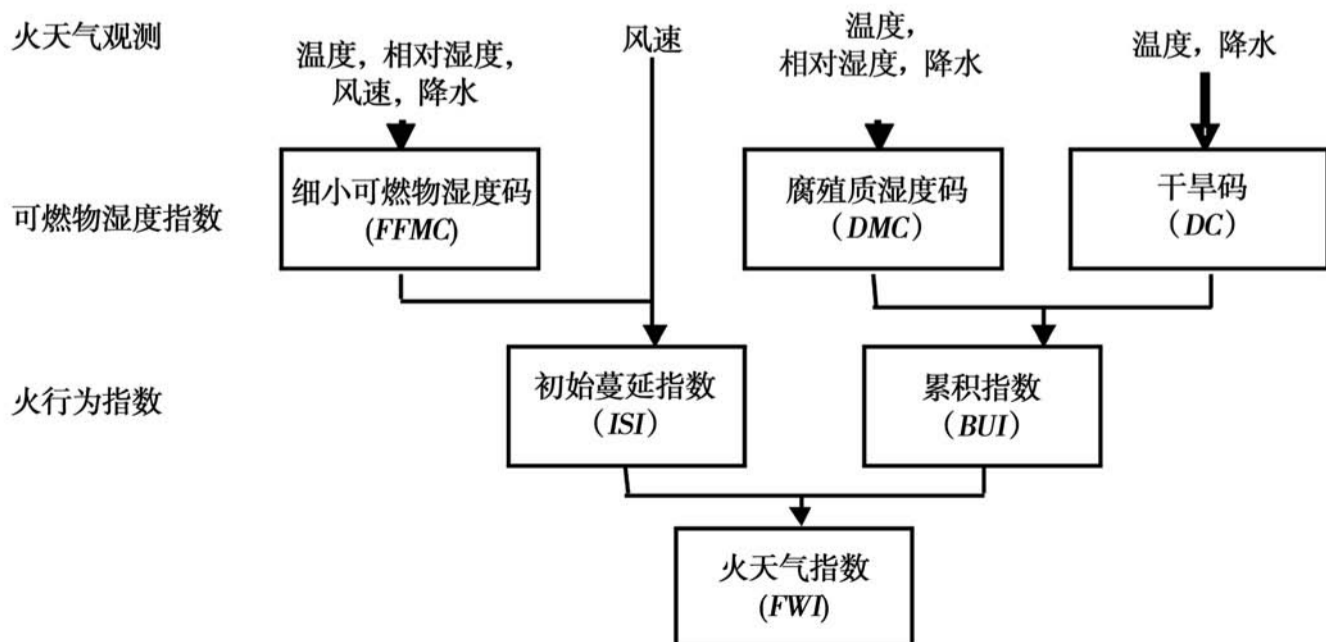 火天气观测
温度，相对湿度，
风速，降水
风速
温度，
相对湿度，降水
温度，降水
可燃物湿度指数
细小可燃物湿度码
(FFMC)
腐殖质湿度码
（DMC）
干旱码
（DC）
火行为指数
初始蔓延指数
（ISI）
累积指数
（BUI）
火天气指数
(FWI)